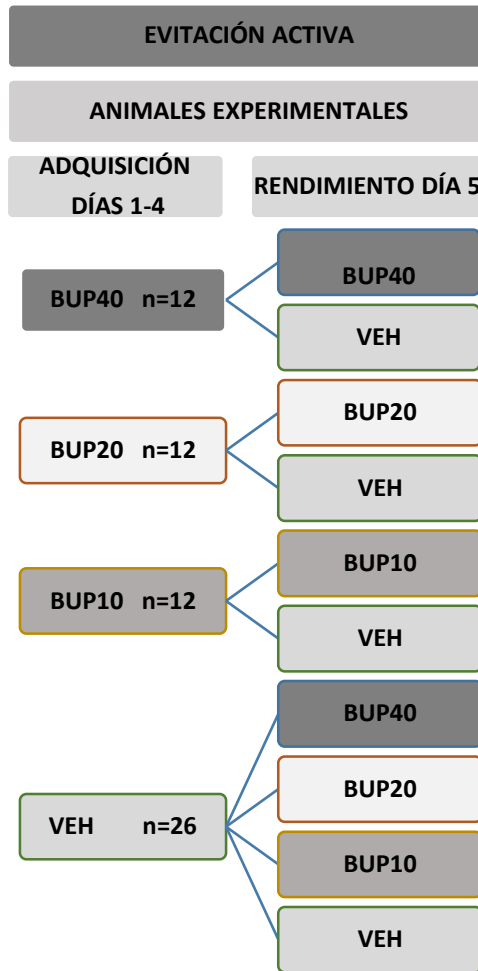 EVITACIÓN ACTIVA
ANIMALES EXPERIMENTALES
ADQUISICIÓN
DÍAS 1-4
RENDIMIENTO DÍA 5
BUP40 n=12
BUP40
VEH
BUP20 n=12
BUP20
VEH
BUP10 n=12
BUP10
VEH
VEH n=26
BUP40
BUP20
BUP10
VEH